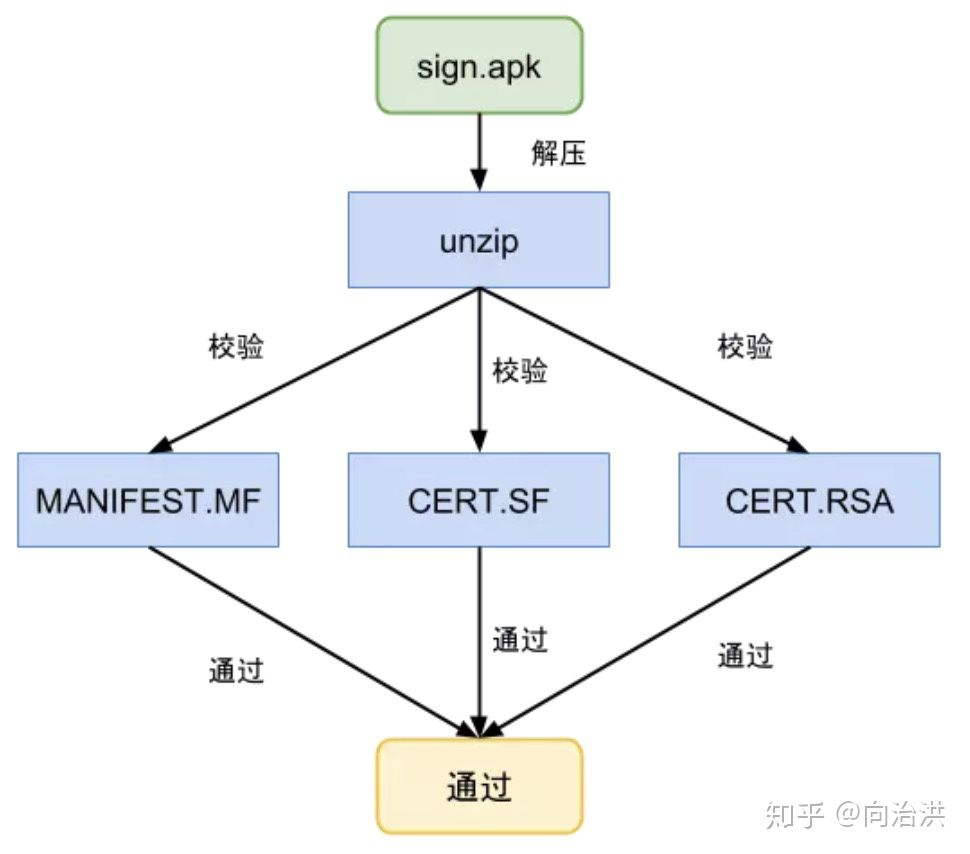 sign.apk
解压
unzip
校验
校验
校验
MANIFEST.MF
CERT.SF
CERT.RSA
通过
通过
通过
通过
知乎 @向治洪